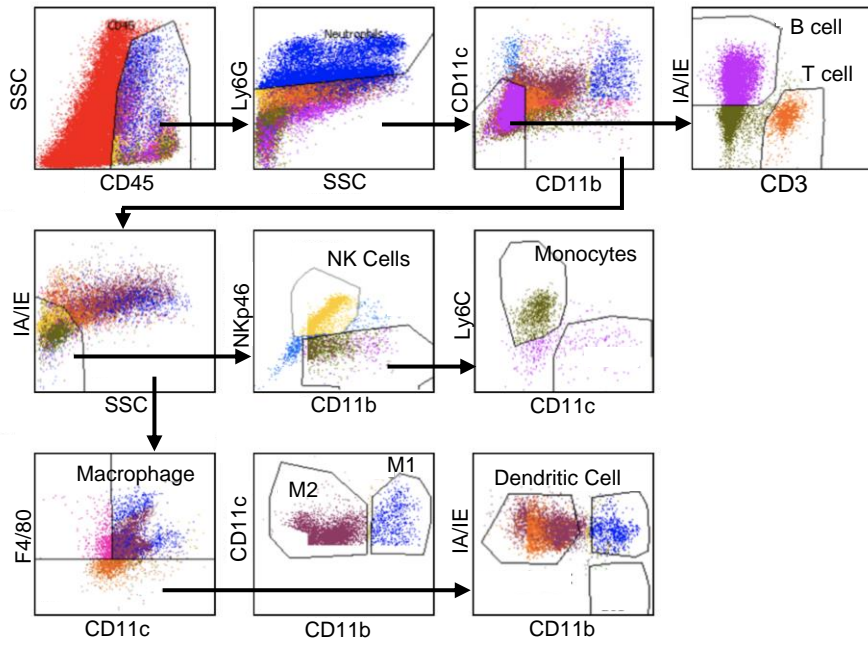 SSC
CD45
CD45
Ly6G
Neutrophils
SSC
CD11c
CD11b
IA/IE
B cell
T cell
CD3
IA/IE
SSC
NKp46
NK Cells
CD11b
Ly6C
Monocytes
CD11c
F4/80
Macrophage
CD11c
CD11c
M2
M1
CD11b
IA/IE
Dendritic Cell
CD11b